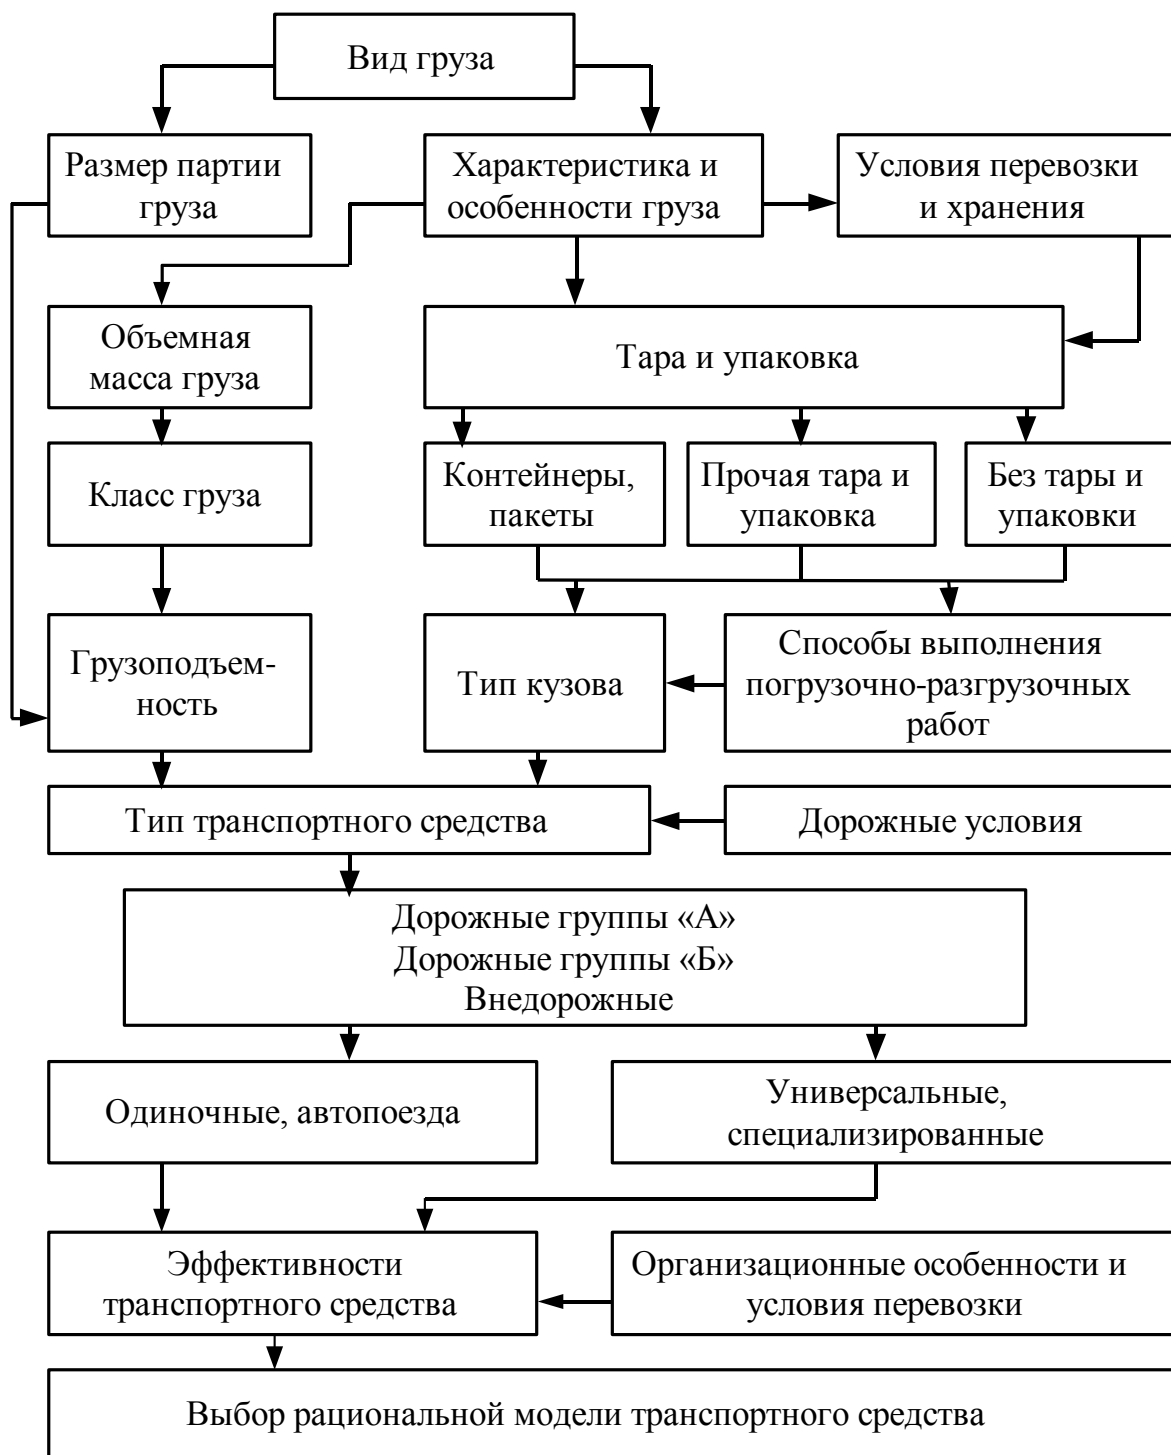 Вид груза
Размер партии
груза
Характеристика и
особенности груза
Условия перевозки
и хранения
Объемная
масса груза
Тара и упаковка
Класс груза
Контейнеры,
пакеты
Прочая тара и
упаковка
Без тары и
упаковки
Грузоподъем-
ность
Тип кузова
Способы выполнения
погрузочно-разгрузочных
работ
Тип транспортного средства
Дорожные условия
Дорожные группы «А»
Дорожные группы «Б»
Внедорожные
Одиночные, автопоезда
Универсальные,
специализированные
Эффективности
транспортного средства
Организационные особенности и
условия перевозки
Выбор рациональной модели транспортного средства